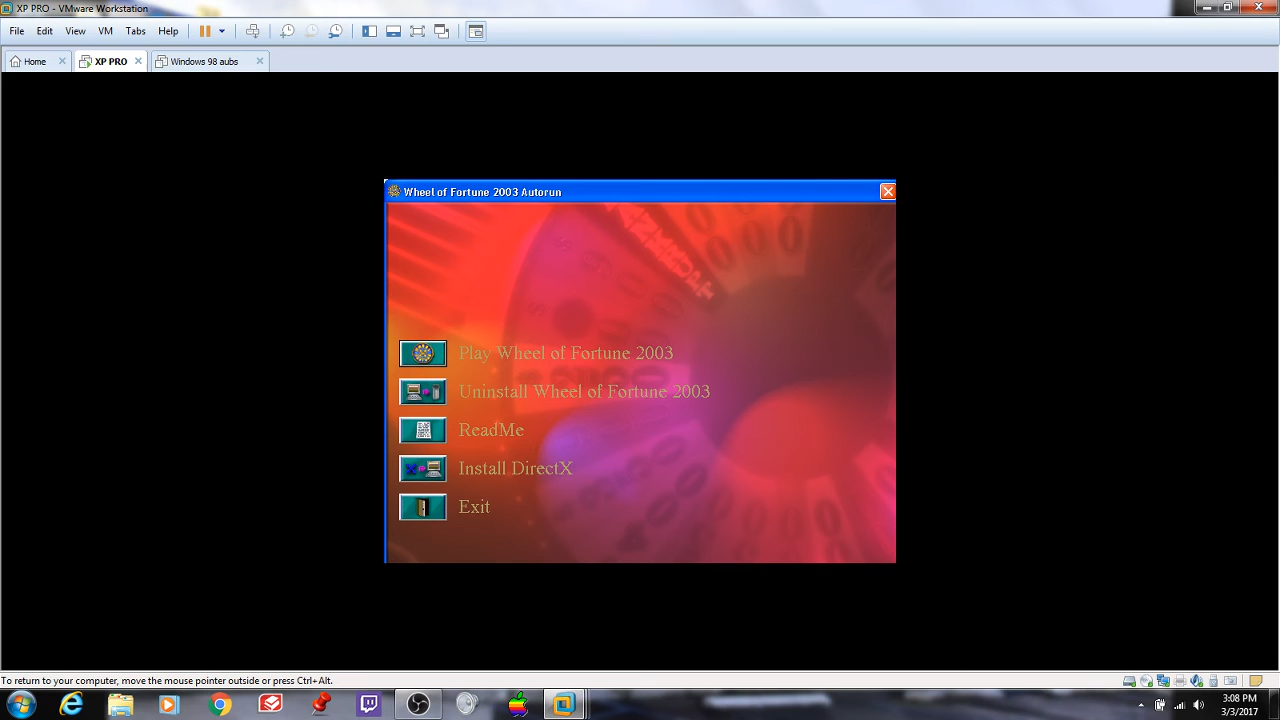 XP PRO - VMware Workstation
File Edit View VM Tabs Help
Home XP PRO Windows 98 aubs
Wheel of Fortune 2003 Autorun
Play Wheel of Fortune 2003
Uninstall Wheel of Fortune 2003
ReadMe
Install DirectX
Exit
To return to your computer, move the mouse pointer outside or press Ctrl+Alt.
3:08 PM
3/3/2017